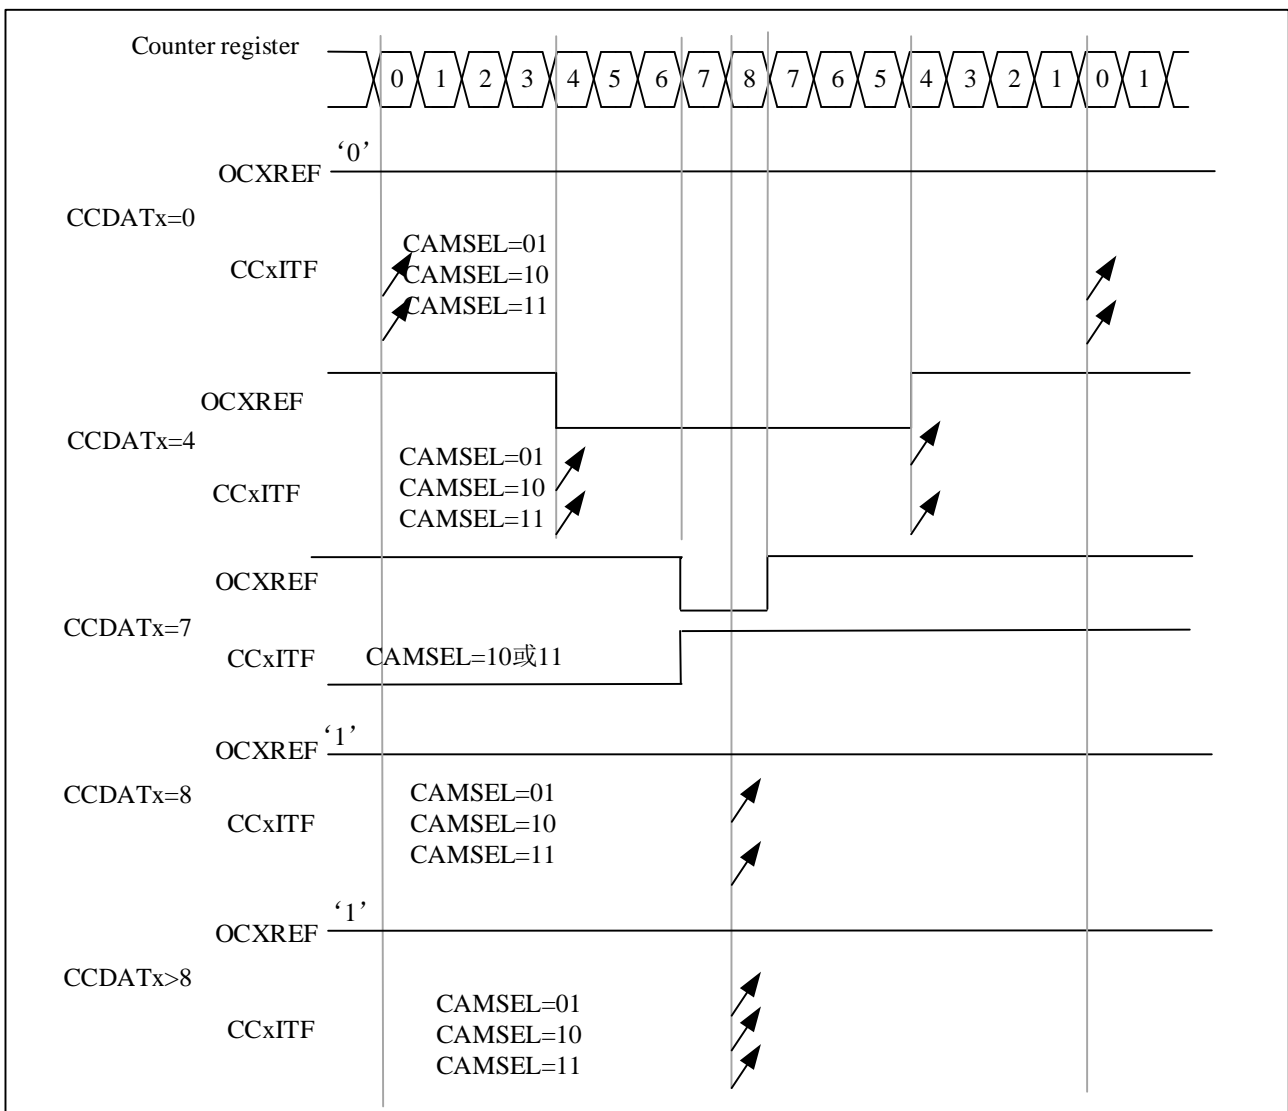 Counter register
0 1 2 3 4 5 6 7 8 7 6 5 4 3 2 1 0 1
‘0’
OCXREF
CCDATx=0
CAMSEL=01
CCxITF
CAMSEL=10
CAMSEL=11
OCXREF
CCDATx=4
CAMSEL=01
CCxITF
CAMSEL=10
CAMSEL=11
OCXREF
CCDATx=7
CCxITF
CAMSEL=10或11
‘1’
OCXREF
CCDATx=8
CAMSEL=01
CCxITF
CAMSEL=10
CAMSEL=11
‘1’
OCXREF
CCDATx>8
CAMSEL=01
CCxITF
CAMSEL=10
CAMSEL=11